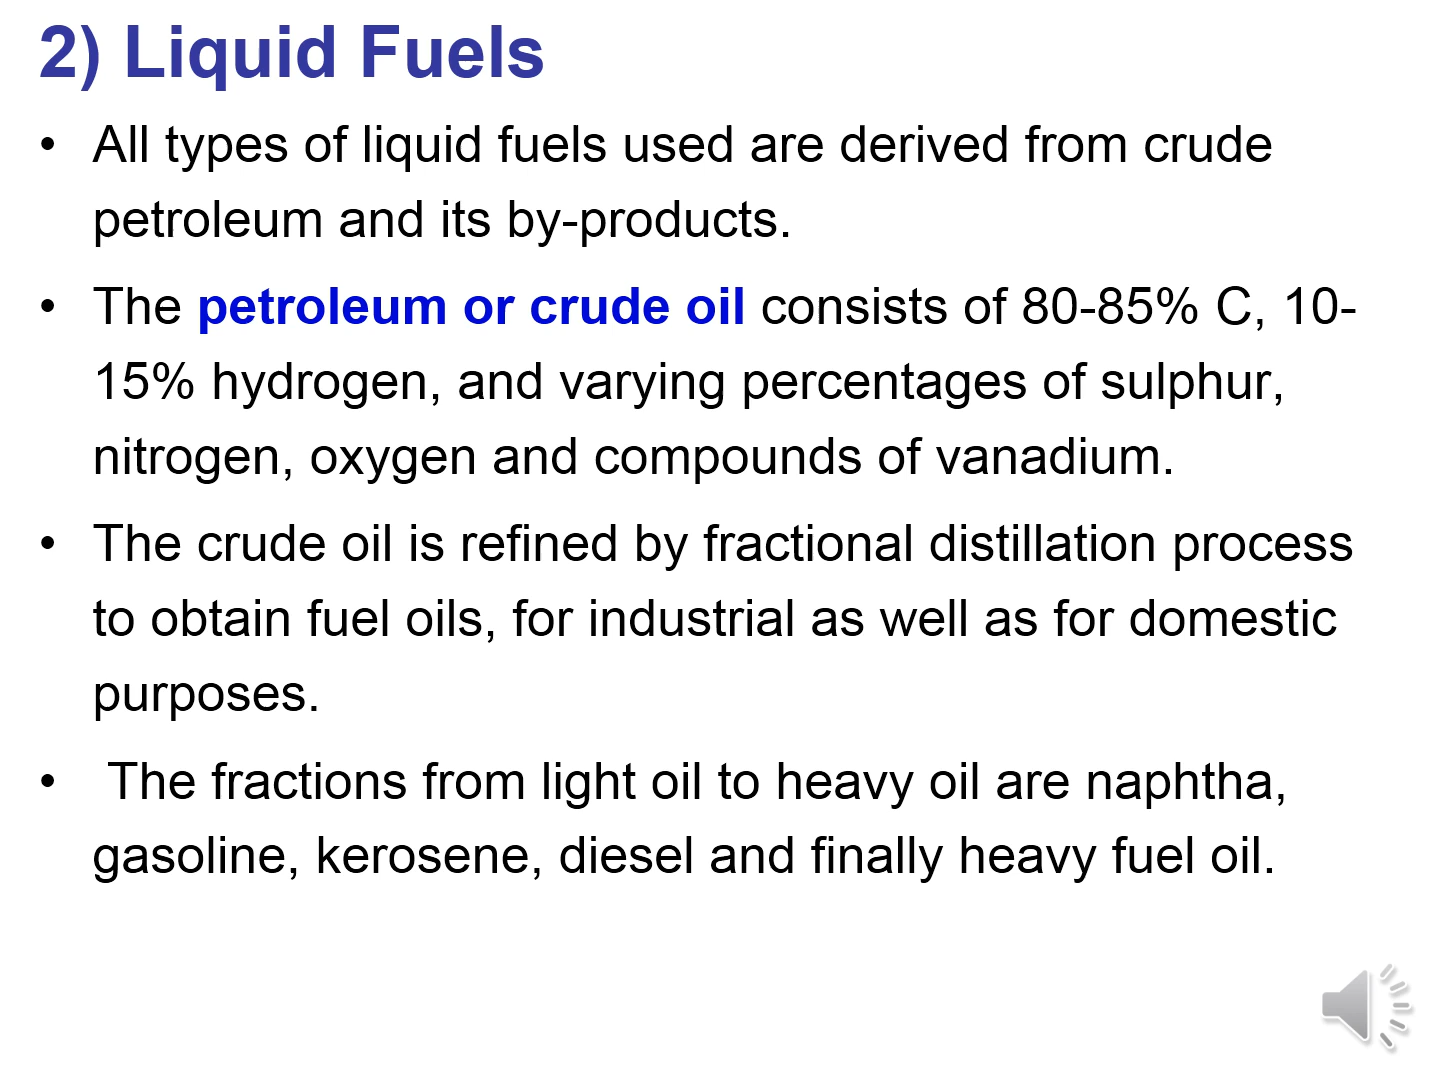 2) Liquid Fuels
• All types of liquid fuels used are derived from crude
petroleum and its by-products.
• The petroleum or crude oil consists of 80-85% C, 10-
15% hydrogen, and varying percentages of sulphur,
nitrogen, oxygen and compounds of vanadium.
• The crude oil is refined by fractional distillation process
to obtain fuel oils, for industrial as well as for domestic
purposes.
• The fractions from light oil to heavy oil are naphtha,
gasoline, kerosene, diesel and finally heavy fuel oil.